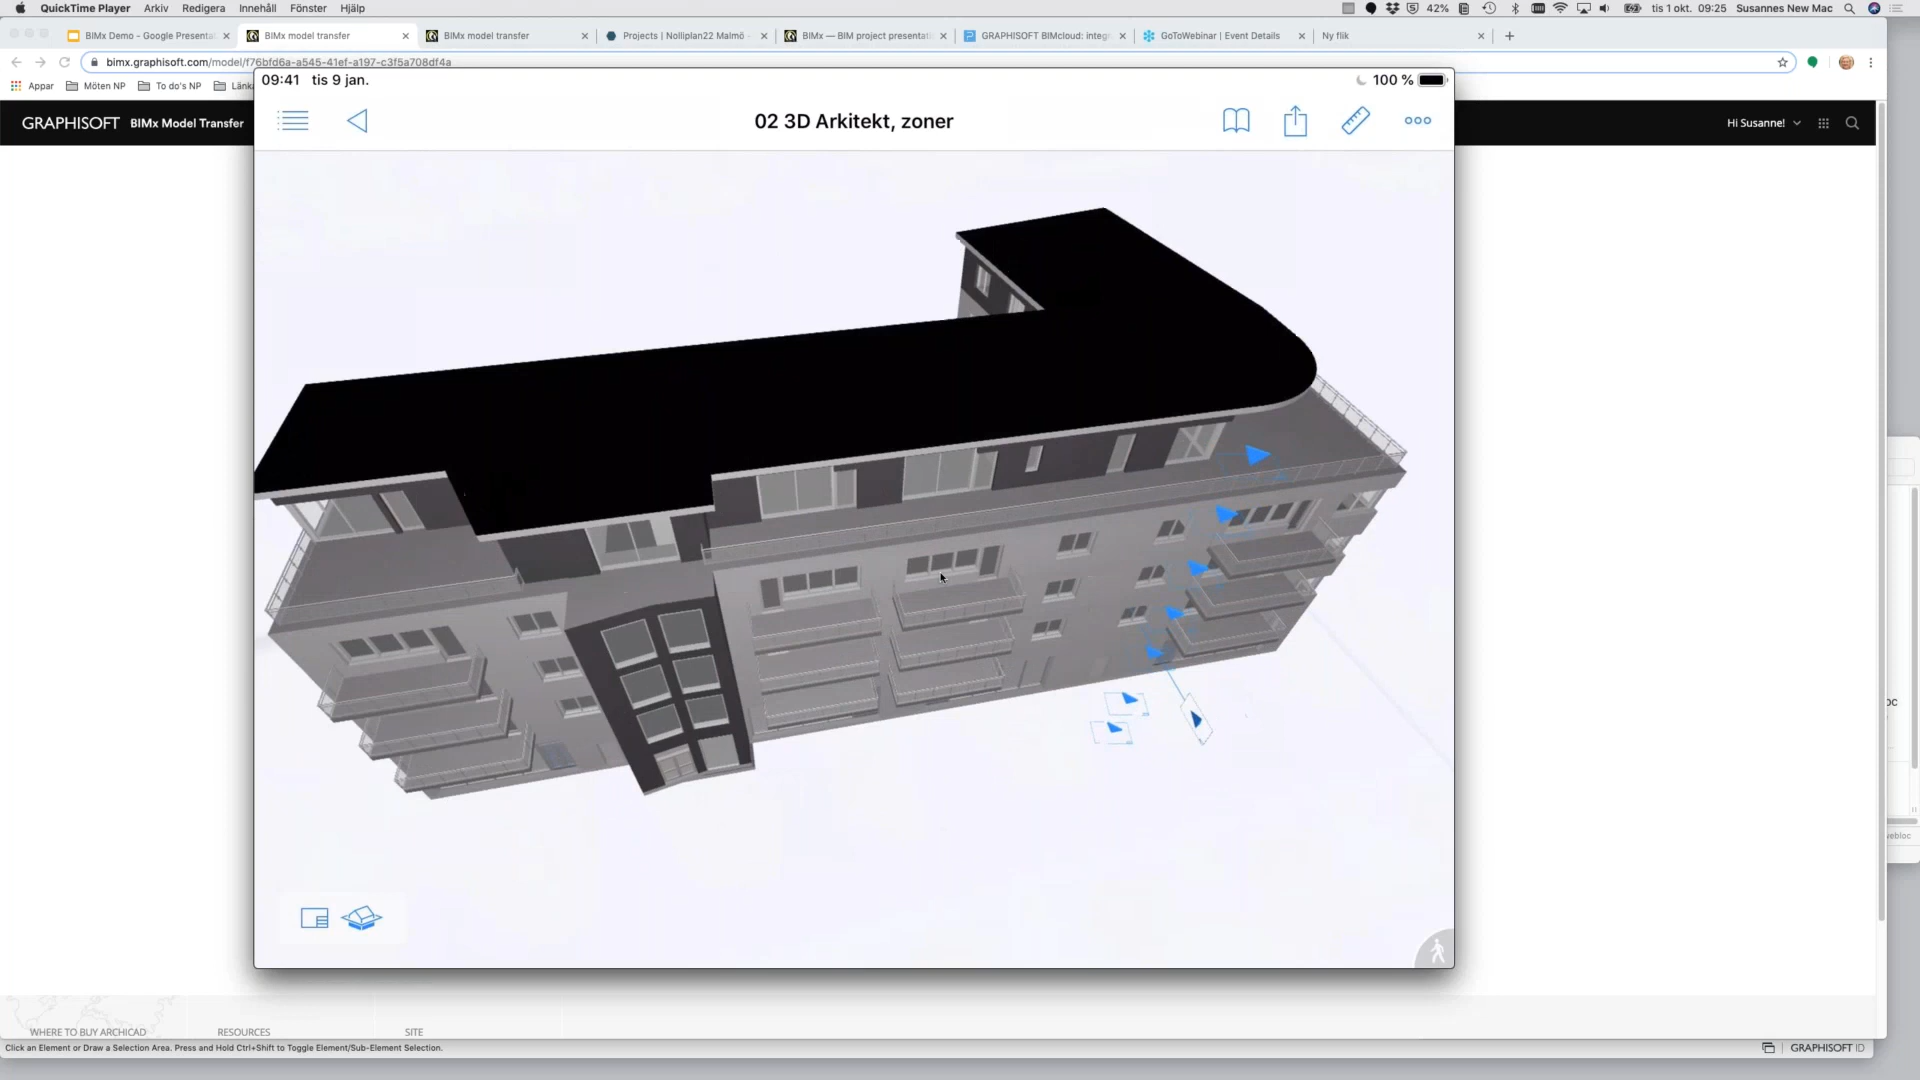 QuickTime Player Arkiv Redigera Innehåll Fönster Hjälp 42% tis 1 okt. 09:25 Susannes New Mac
BIMx Demo - Google Presenta BIMx model transfer BIMx model transfer Projects | Nolliplan22 Malmö - BIMx — BIM project presentati GRAPHISOFT BIMcloud: integ GoToWebinar | Event Details Ny flik
bimx.graphisoft.com/model/f76bfd6a-a545-41ef-a197-c3f5a708df4a
Appar Möten NP To do's NP Länka
09:41 tis 9 jan. 100 %
GRAPHISOFT BIMx Model Transfer
02 3D Arkitekt, zoner
Hi Susanne!
WHERE TO BUY ARCHICAD RESOURCES SITE
Click an Element or Draw a Selection Area. Press and Hold Ctrl+Shift to Toggle Element/Sub-Element Selection.
GRAPHISOFT ID